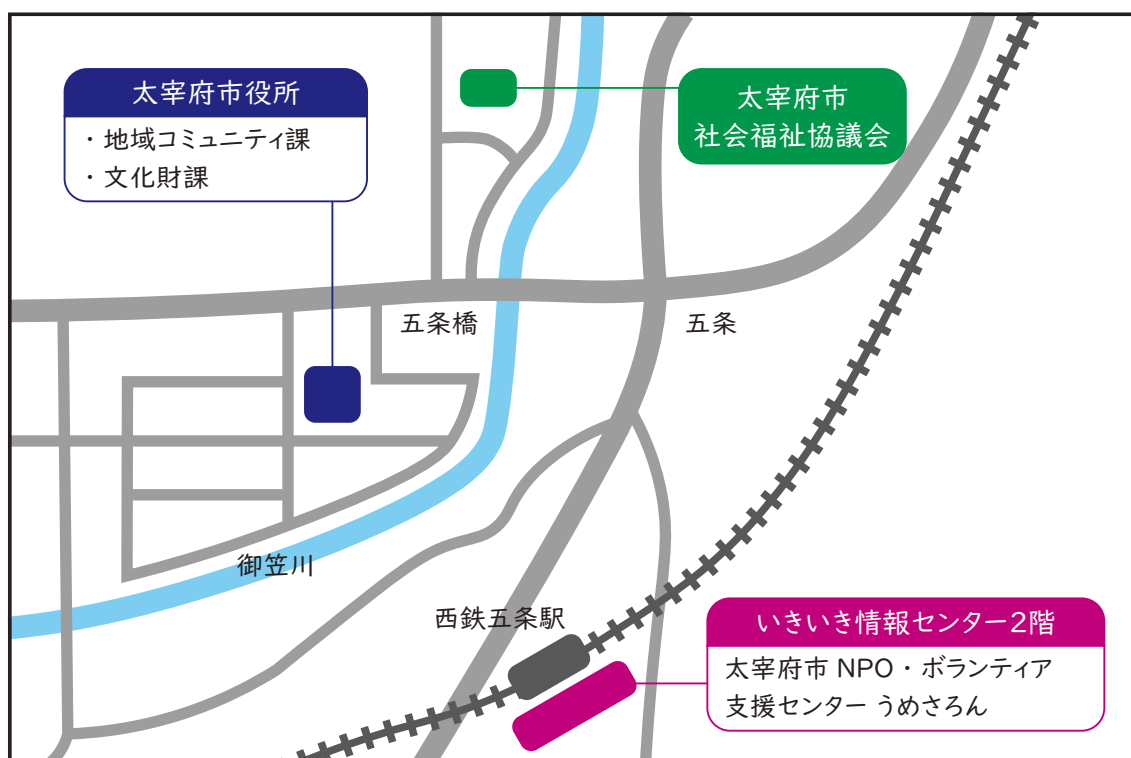 太宰府市役所
・地域コミュニティ課
・文化財課
太宰府市
社会福祉協議会
五条橋
五条
御笠川
西鉄五条駅
いきいき情報センター2階
太宰府市 NPO・ボランティア
支援センター うめさろん